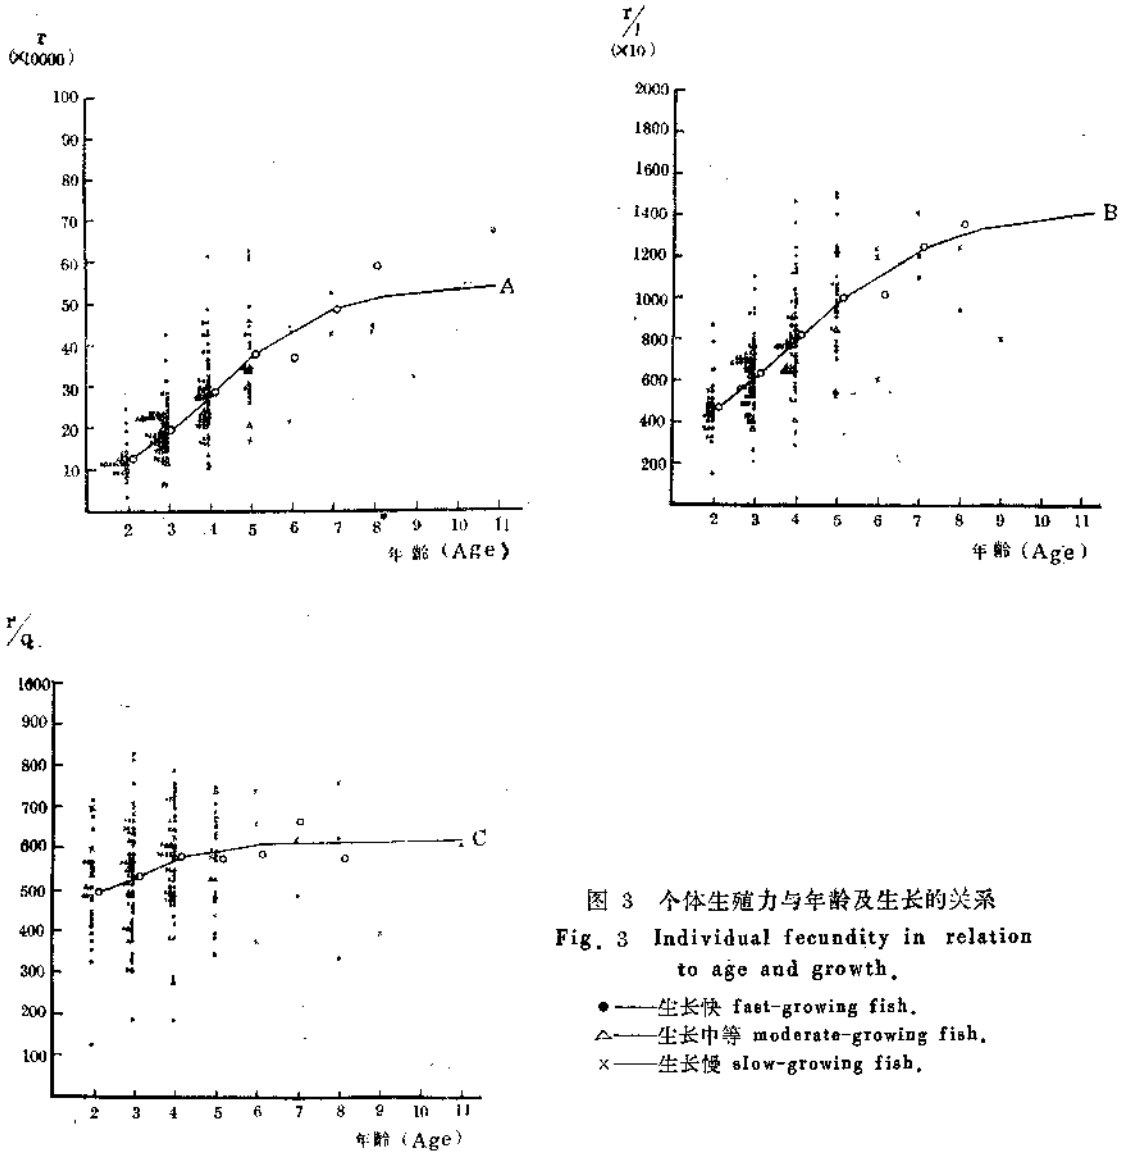 r
(×10000)
100
90
80
70
60
50
40
30
20
10
A
2 3 4 5 6 7 8 9 10 11
年龄 (Age)
r/l
(×10)
2000
1800
1600
1400
1200
1000
800
600
400
200
B
2 3 4 5 6 7 8 9 10 11
年龄 (Age)
r/q
1000
900
800
700
600
500
400
300
200
100
C
2 3 4 5 6 7 8 9 10 11
年龄 (Age)
图 3 个体生殖力与年龄及生长的关系
Fig. 3 Individual fecundity in relation
to age and growth.
●——生长快 fast-growing fish.
△——生长中等 moderate-growing fish.
×——生长慢 slow-growing fish.